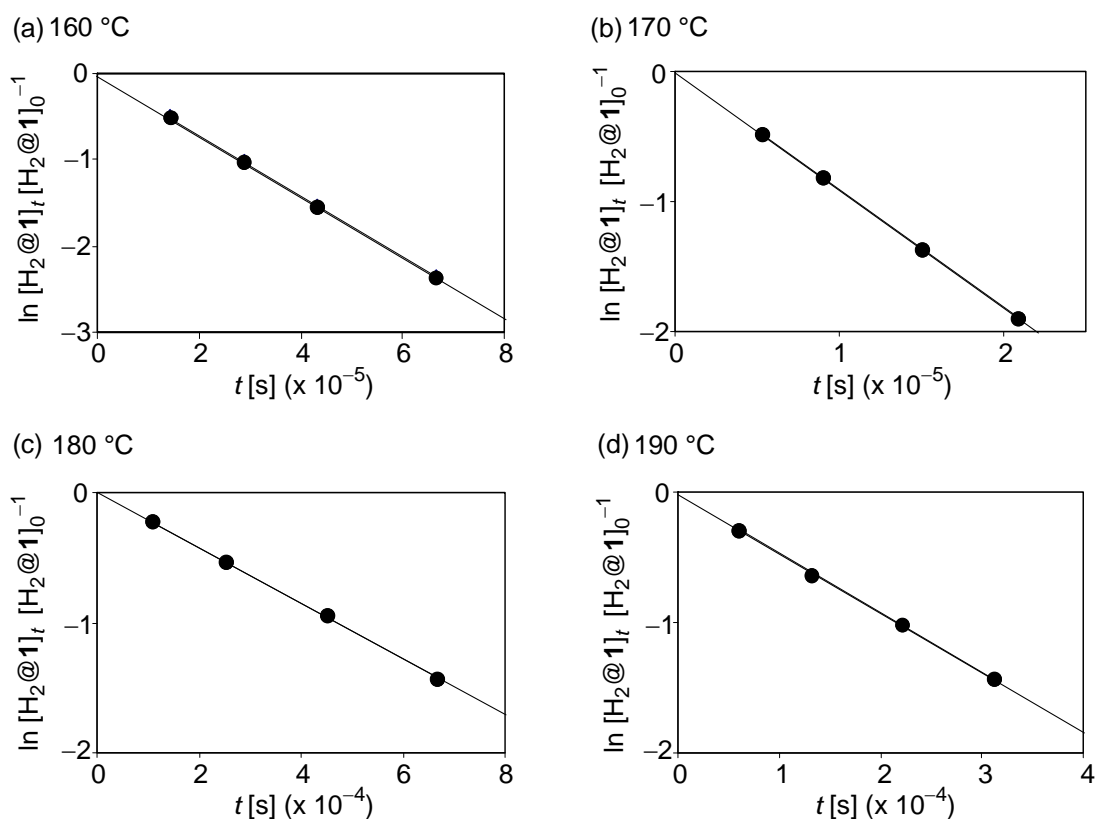 (a) 160 °C
0
−1
−2
−3
ln [H₂@1]ₜ [H₂@1]₀⁻¹
0 2 4 6 8
t [s] (x 10⁻⁵)
(b) 170 °C
0
−1
−2
ln [H₂@1]ₜ [H₂@1]₀⁻¹
0 1 2
t [s] (x 10⁻⁵)
(c) 180 °C
0
−1
−2
ln [H₂@1]ₜ [H₂@1]₀⁻¹
0 2 4 6 8
t [s] (x 10⁻⁴)
(d) 190 °C
0
−1
−2
ln [H₂@1]ₜ [H₂@1]₀⁻¹
0 1 2 3 4
t [s] (x 10⁻⁴)